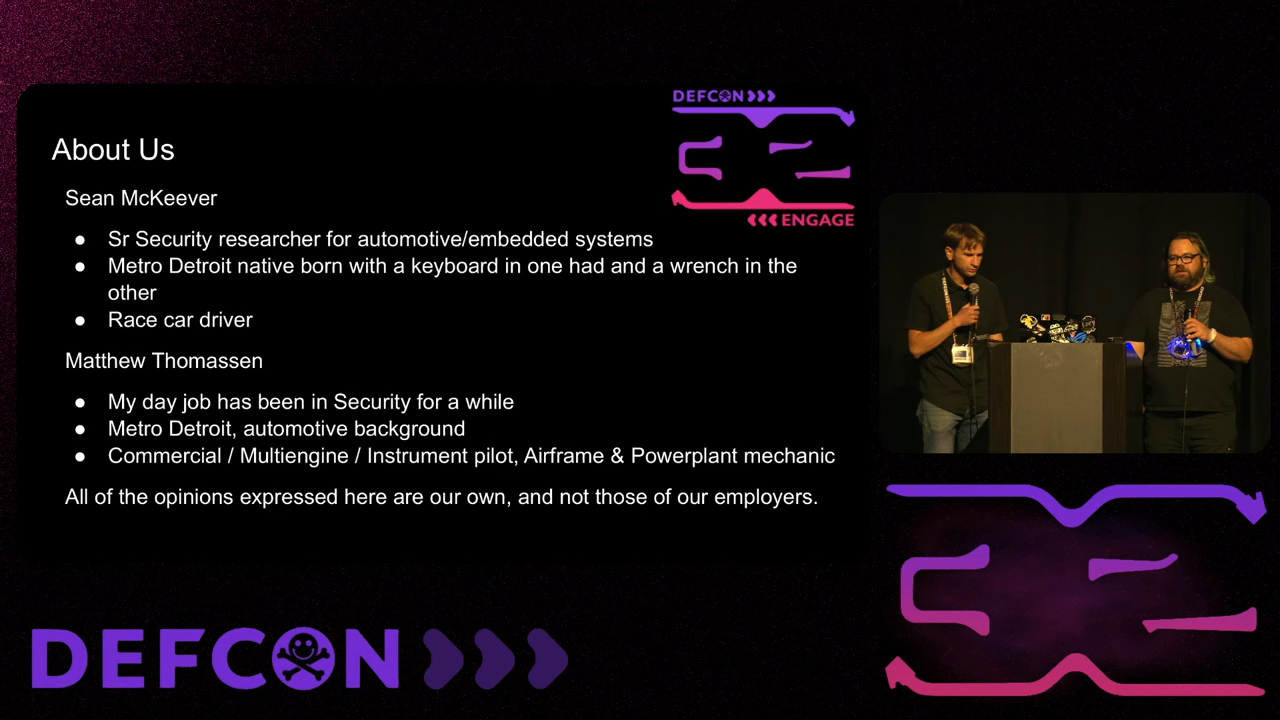 DEFCON
ENGAGE
About Us
Sean McKeever
● Sr Security researcher for automotive/embedded systems
● Metro Detroit native born with a keyboard in one had and a wrench in the
other
● Race car driver
Matthew Thomassen
● My day job has been in Security for a while
● Metro Detroit, automotive background
● Commercial / Multiengine / Instrument pilot, Airframe & Powerplant mechanic
All of the opinions expressed here are our own, and not those of our employers.
DEFCON